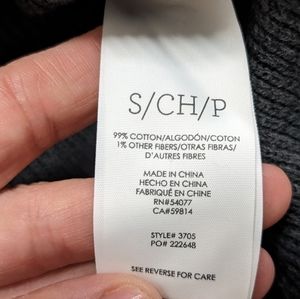 S/CH/P
99% COTTON/ALGODÓN/COTON
1% OTHER FIBERS/OTRAS FIBRAS/
D'AUTRES FIBRES
MADE IN CHINA
HECHO EN CHINA
FABRIQUÉ EN CHINE
RN#54077
CA#59814
STYLE# 3705
PO# 222648
SEE REVERSE FOR CARE